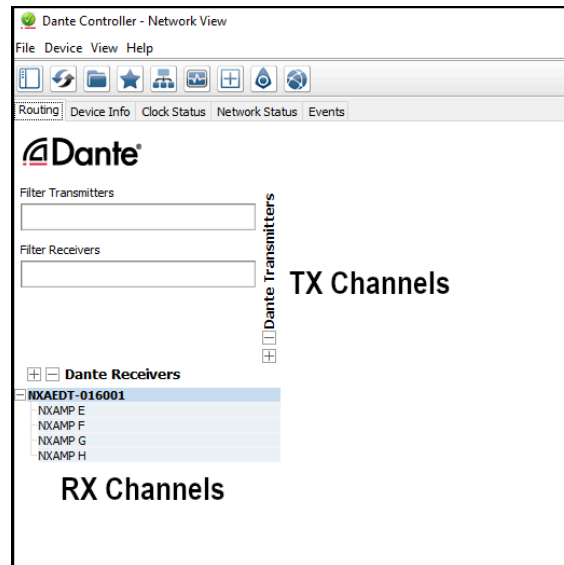 Dante Controller - Network View
File Device View Help
Routing Device Info Clock Status Network Status Events
Dante®
Filter Transmitters
Filter Receivers
Dante Transmitters
TX Channels
Dante Receivers
NXAEDT-016001
NXAMP E
NXAMP F
NXAMP G
NXAMP H
RX Channels